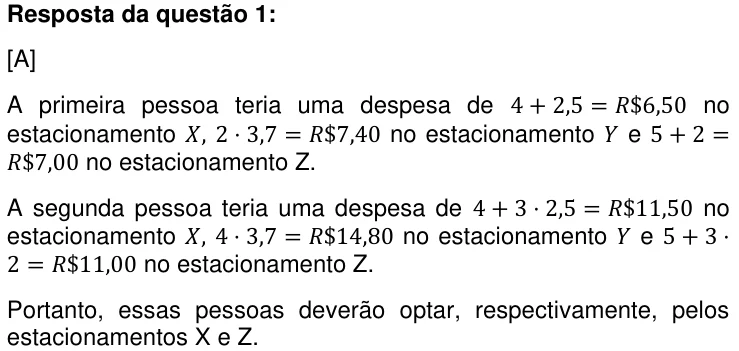 Resposta da questão 1:
[A]
A primeira pessoa teria uma despesa de 4 + 2,5 = R$6,50 no
estacionamento X, 2 · 3,7 = R$7,40 no estacionamento Y e 5 + 2 =
R$7,00 no estacionamento Z.
A segunda pessoa teria uma despesa de 4 + 3 · 2,5 = R$11,50 no
estacionamento X, 4 · 3,7 = R$14,80 no estacionamento Y e 5 + 3 ·
2 = R$11,00 no estacionamento Z.
Portanto, essas pessoas deverão optar, respectivamente, pelos
estacionamentos X e Z.